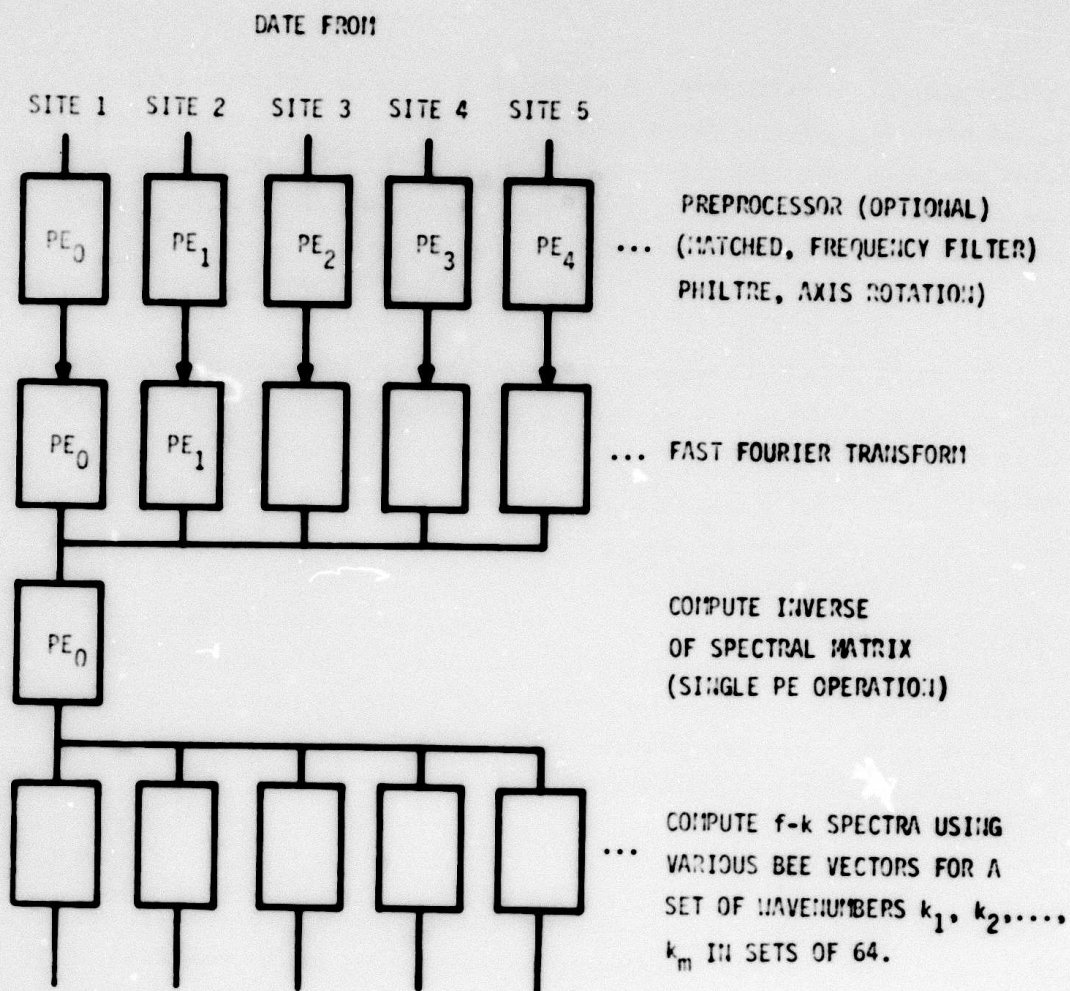 DATE FROM
SITE 1 SITE 2 SITE 3 SITE 4 SITE 5
PE0 PE1 PE2 PE3 PE4 ...
PREPROCESSOR (OPTIONAL)
(MATCHED, FREQUENCY FILTER)
PHILTRE, AXIS ROTATION)
PE0 PE1 ... FAST FOURIER TRANSFORM
PE0
COMPUTE INVERSE
OF SPECTRAL MATRIX
(SINGLE PE OPERATION)
...
COMPUTE f-k SPECTRA USING
VARIOUS BEE VECTORS FOR A
SET OF WAVENUMBERS k1, k2,....,
km IN SETS OF 64.